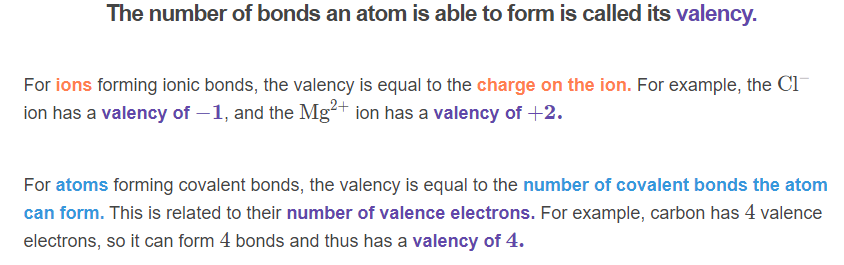 The number of bonds an atom is able to form is called its valency.
For ions forming ionic bonds, the valency is equal to the charge on the ion. For example, the Cl⁻
ion has a valency of −1, and the Mg²⁺ ion has a valency of +2.
For atoms forming covalent bonds, the valency is equal to the number of covalent bonds the atom
can form. This is related to their number of valence electrons. For example, carbon has 4 valence
electrons, so it can form 4 bonds and thus has a valency of 4.